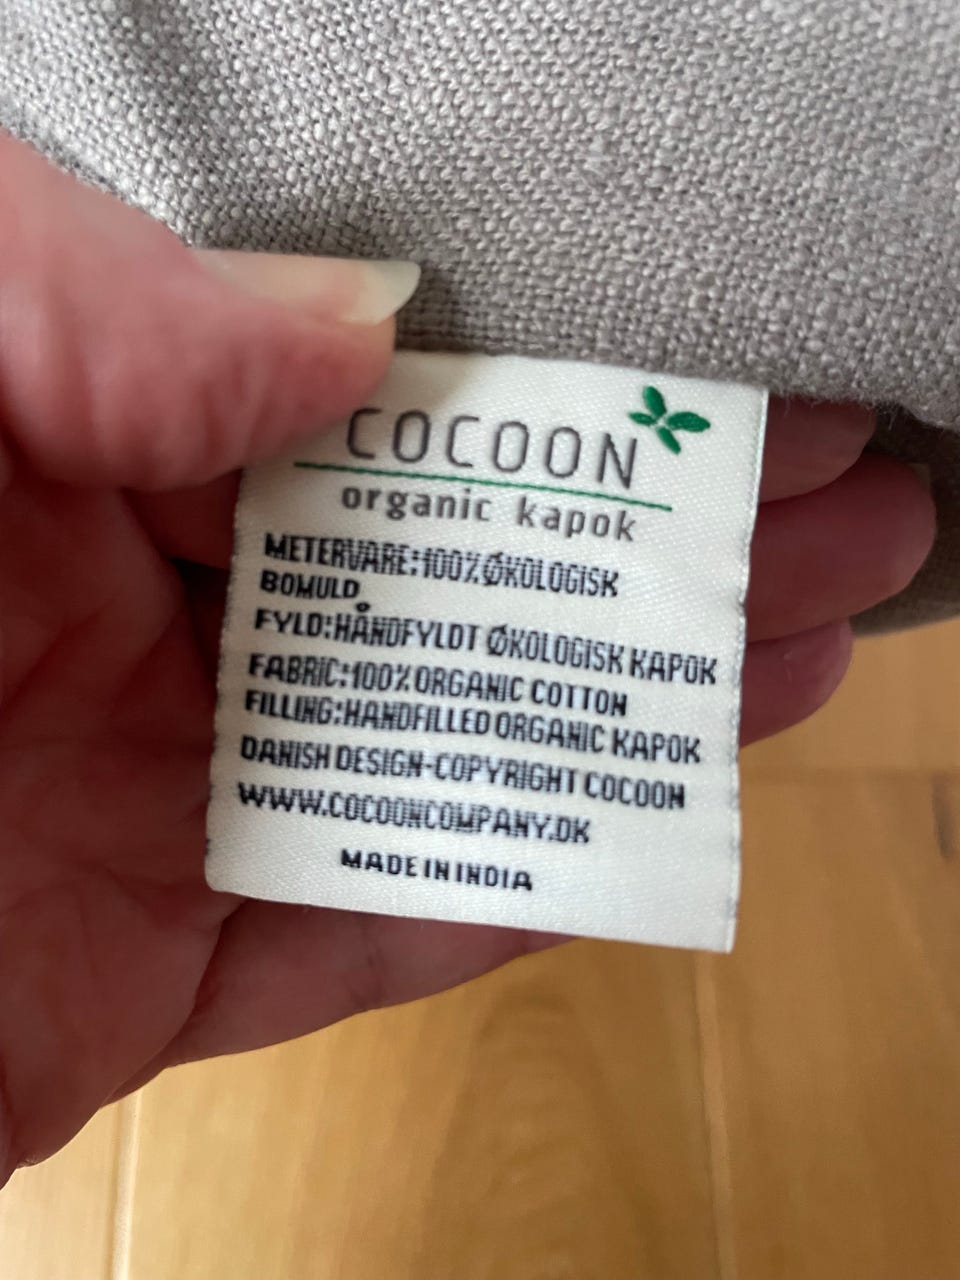 COCOON
organic kapok
METERVARE:100% ØKOLOGISK
BOMULD
FYLD:HÅNDFYLDT ØKOLOGISK KAPOK
FABRIC:100% ORGANIC COTTON
FILLING:HANDFILLED ORGANIC KAPOK
DANISH DESIGN-COPYRIGHT COCOON
WWW.COCOONCOMPANY.DK
MADE IN INDIA